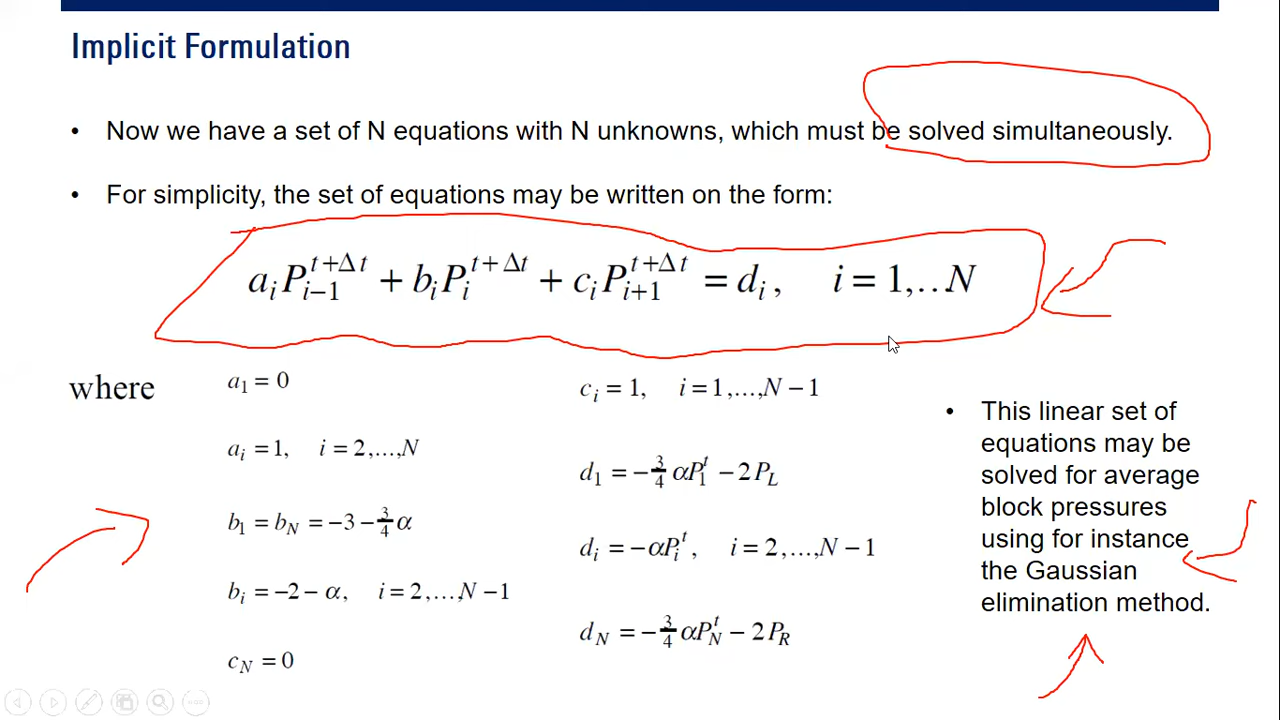 Implicit Formulation
• Now we have a set of N equations with N unknowns, which must be solved simultaneously.
• For simplicity, the set of equations may be written on the form:
a_i P_{i-1}^{t+Δt} + b_i P_i^{t+Δt} + c_i P_{i+1}^{t+Δt} = d_i, i = 1,...N
where
a_1 = 0
a_i = 1, i = 2,...,N
b_1 = b_N = -3 - 3/4 α
b_i = -2 - α, i = 2,...,N - 1
c_N = 0
c_i = 1, i = 1,...,N - 1
d_1 = -3/4 αP_1^t - 2P_L
d_i = -αP_i^t, i = 2,...,N - 1
d_N = -3/4 αP_N^t - 2P_R
• This linear set of
equations may be
solved for average
block pressures
using for instance
the Gaussian
elimination method.